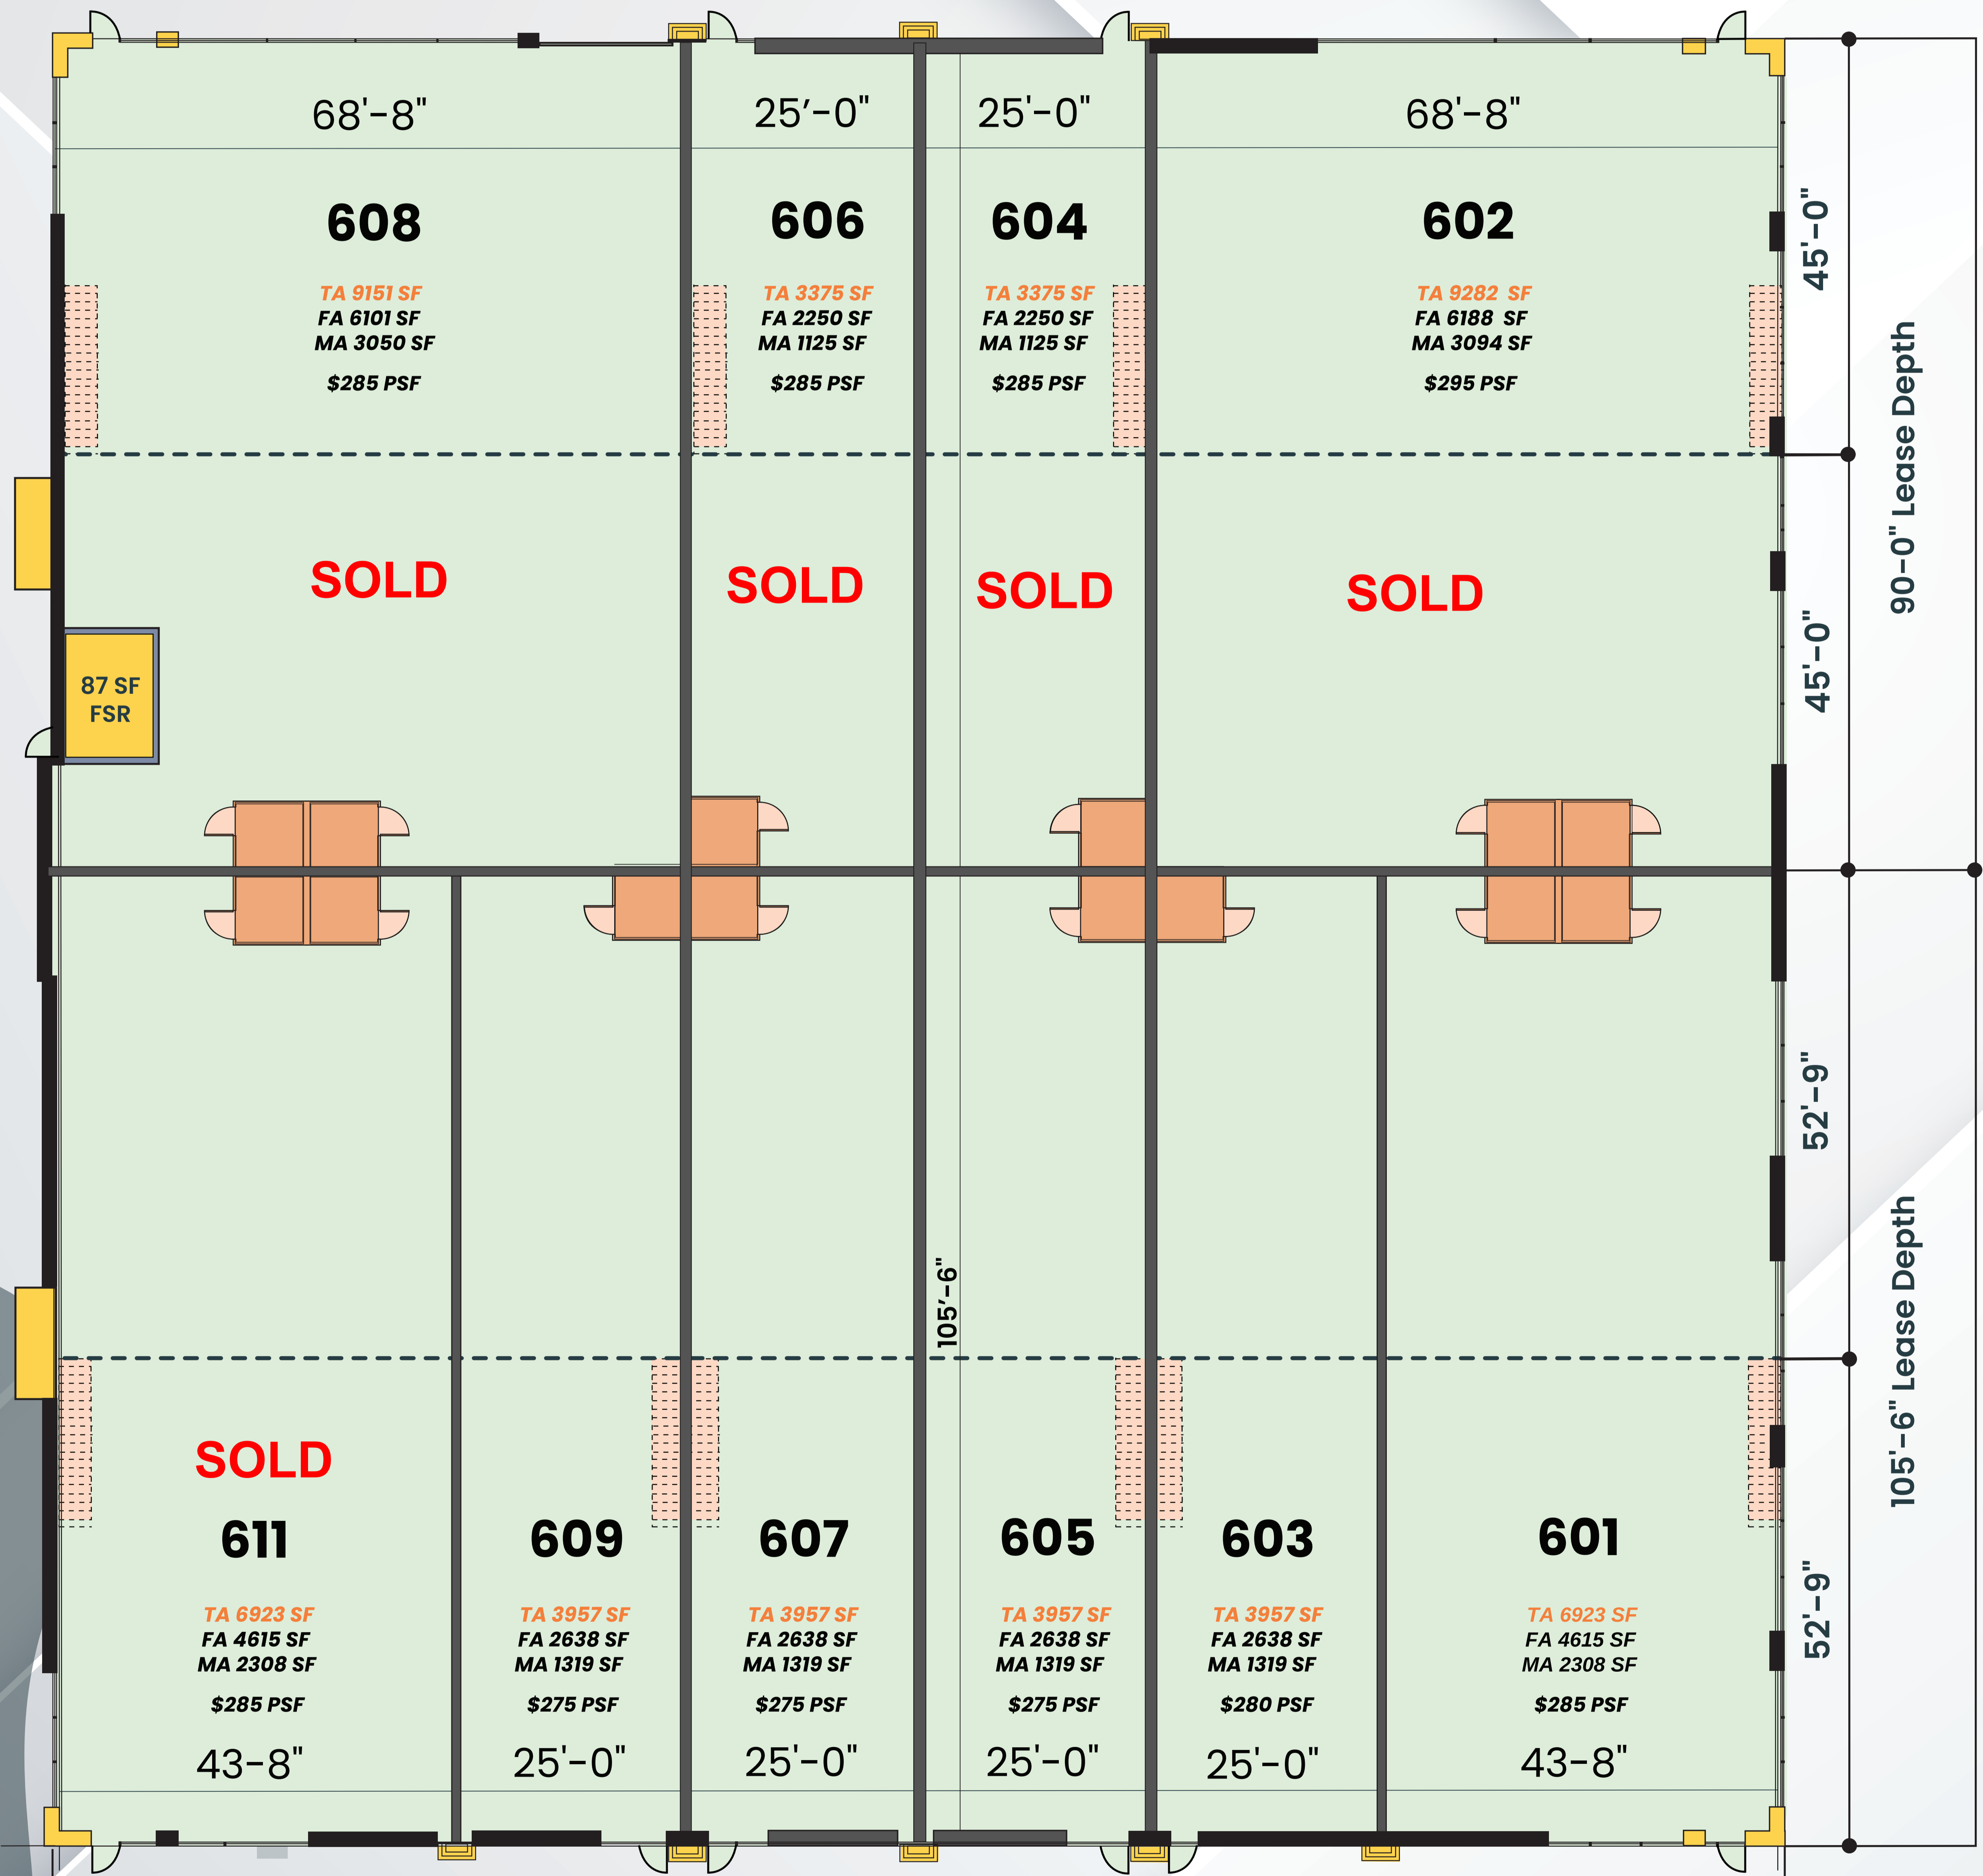 68'-8"
25'-0"
25'-0"
68'-8"
608
606
604
602
TA 9151 SF
FA 6101 SF
MA 3050 SF
$285 PSF
TA 3375 SF
FA 2250 SF
MA 1125 SF
$285 PSF
TA 3375 SF
FA 2250 SF
MA 1125 SF
$285 PSF
TA 9282 SF
FA 6188 SF
MA 3094 SF
$295 PSF
45'-0"
90-0" Lease Depth
SOLD
SOLD
SOLD
SOLD
45'-0"
87 SF
FSR
52'-9"
105'-6"
105'-6" Lease Depth
SOLD
611
609
607
605
603
601
TA 6923 SF
FA 4615 SF
MA 2308 SF
$285 PSF
TA 3957 SF
FA 2638 SF
MA 1319 SF
$275 PSF
TA 3957 SF
FA 2638 SF
MA 1319 SF
$275 PSF
TA 3957 SF
FA 2638 SF
MA 1319 SF
$275 PSF
TA 3957 SF
FA 2638 SF
MA 1319 SF
$280 PSF
TA 6923 SF
FA 4615 SF
MA 2308 SF
$285 PSF
52'-9"
43-8"
25'-0"
25'-0"
25'-0"
25'-0"
43-8"